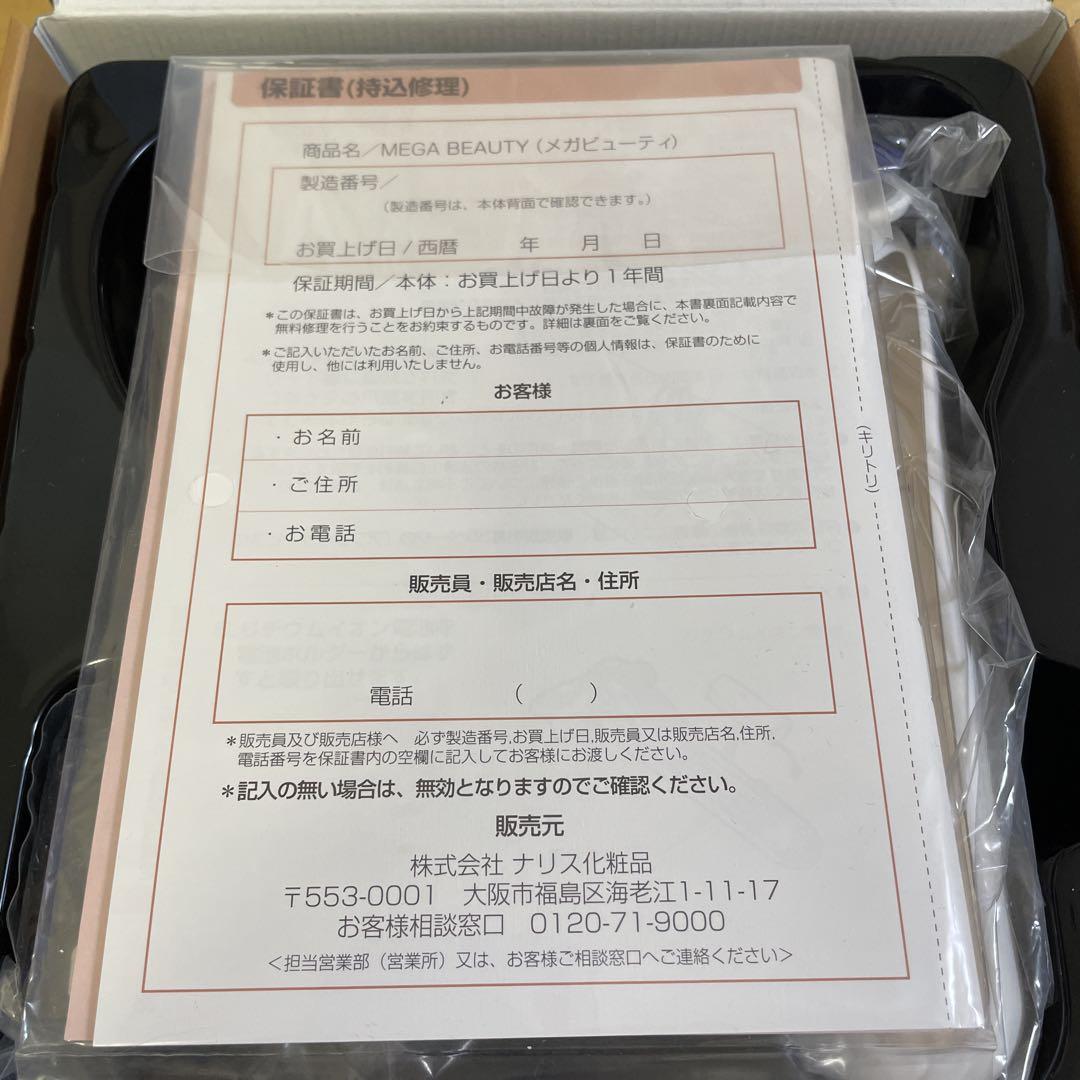 保証書(持込修理)
商品名/MEGA BEAUTY(メガビューティ)
製造番号/
(製造番号は、本体背面で確認できます。)
お買上げ日/西暦 年 月 日
保証期間/本体:お買上げ日より1年間
*この保証書は、お買上げ日から上記期間中故障が発生した場合に、本書裏面記載内容で
無料修理を行うことをお約束するものです。詳細は裏面をご覧ください。
*ご記入いただいたお名前、ご住所、お電話番号等の個人情報は、保証書のために
使用し、他には利用いたしません。
お客様
・お名前
・ご住所
・お電話
(キリトリ)
販売員・販売店名・住所
電話 ( )
*販売員及び販売店様へ 必ず製造番号,お買上げ日,販売員又は販売店名,住所,
電話番号を保証書内の空欄に記入してお客様にお渡しください。
*記入の無い場合は、無効となりますのでご確認ください。
販売元
株式会社 ナリス化粧品
〒553-0001 大阪市福島区海老江1-11-17
お客様相談窓口 0120-71-9000
<担当営業部(営業所)又は、お客様ご相談窓口へご連絡ください>